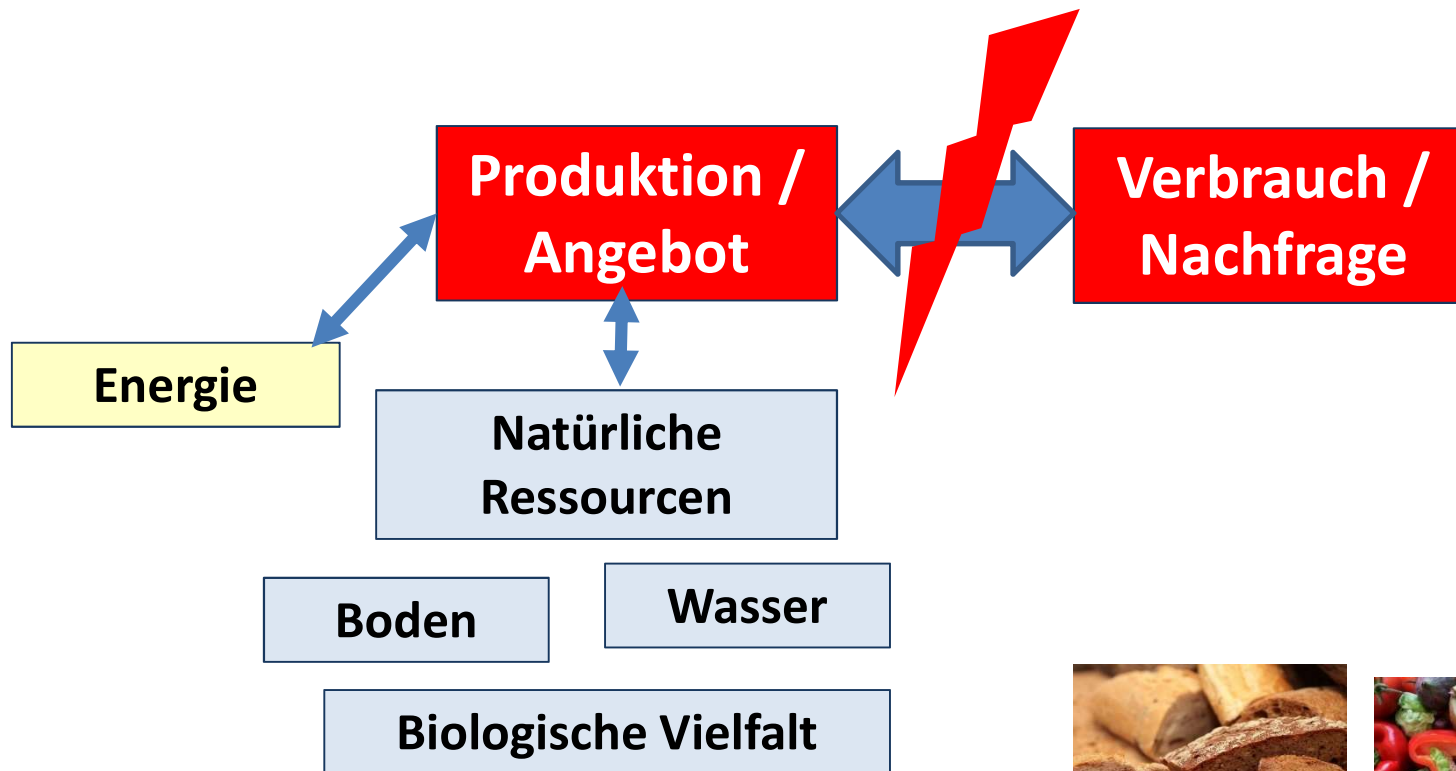 Produktion /
Angebot
Verbrauch /
Nachfrage
Energie
Natürliche
Ressourcen
Boden
Wasser
Biologische Vielfalt